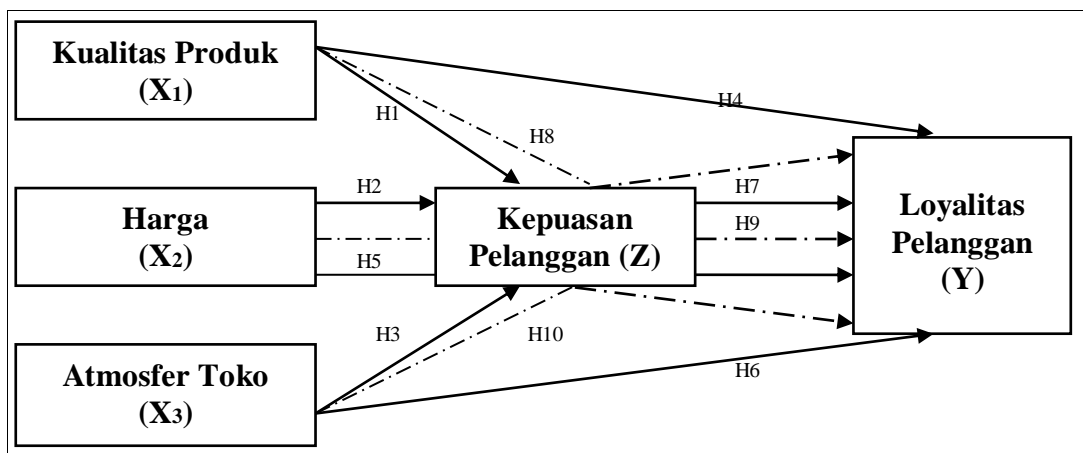 Kualitas Produk
(X1)
H4
H1
H8
H2
H7
Harga
(X2)
Kepuasan
Pelanggan (Z)
H9
H5
Loyalitas
Pelanggan
(Y)
H3
H10
Atmosfer Toko
(X3)
H6